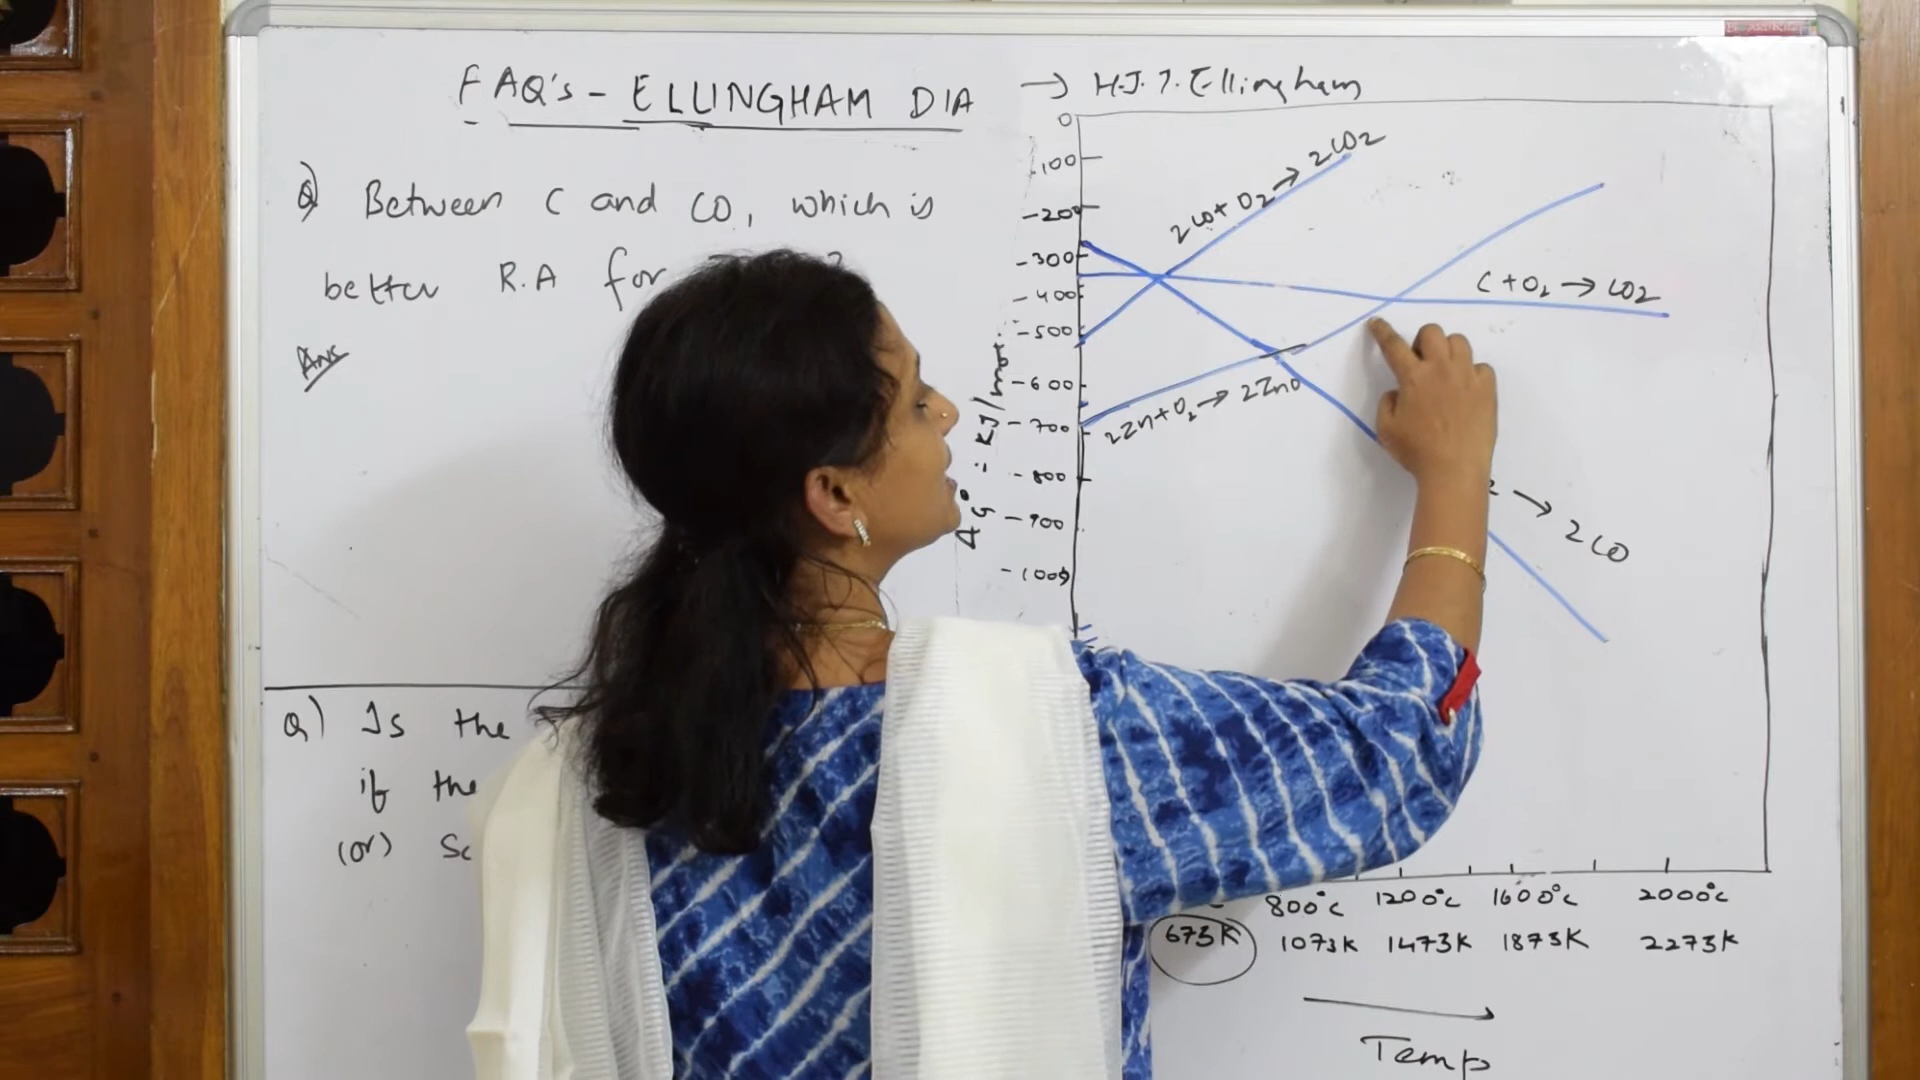 FAQ's - ELLINGHAM DIA → H.J.T. Ellingham
Q) Between C and CO, which is
better R.A for ?
Ans
Q) Is the
if the
(or) Sc
0
-100
-200
-300
-400
-500
-600
-700
-800
-900
-1000
ΔG° = KJ/mol
2CO + O2 → 2CO2
C + O2 → CO2
2Zn + O2 → 2ZnO
2 → 2CO
800°c 1200°c 1600°c 2000°c
673K 1073K 1473K 1873K 2273K
Temp